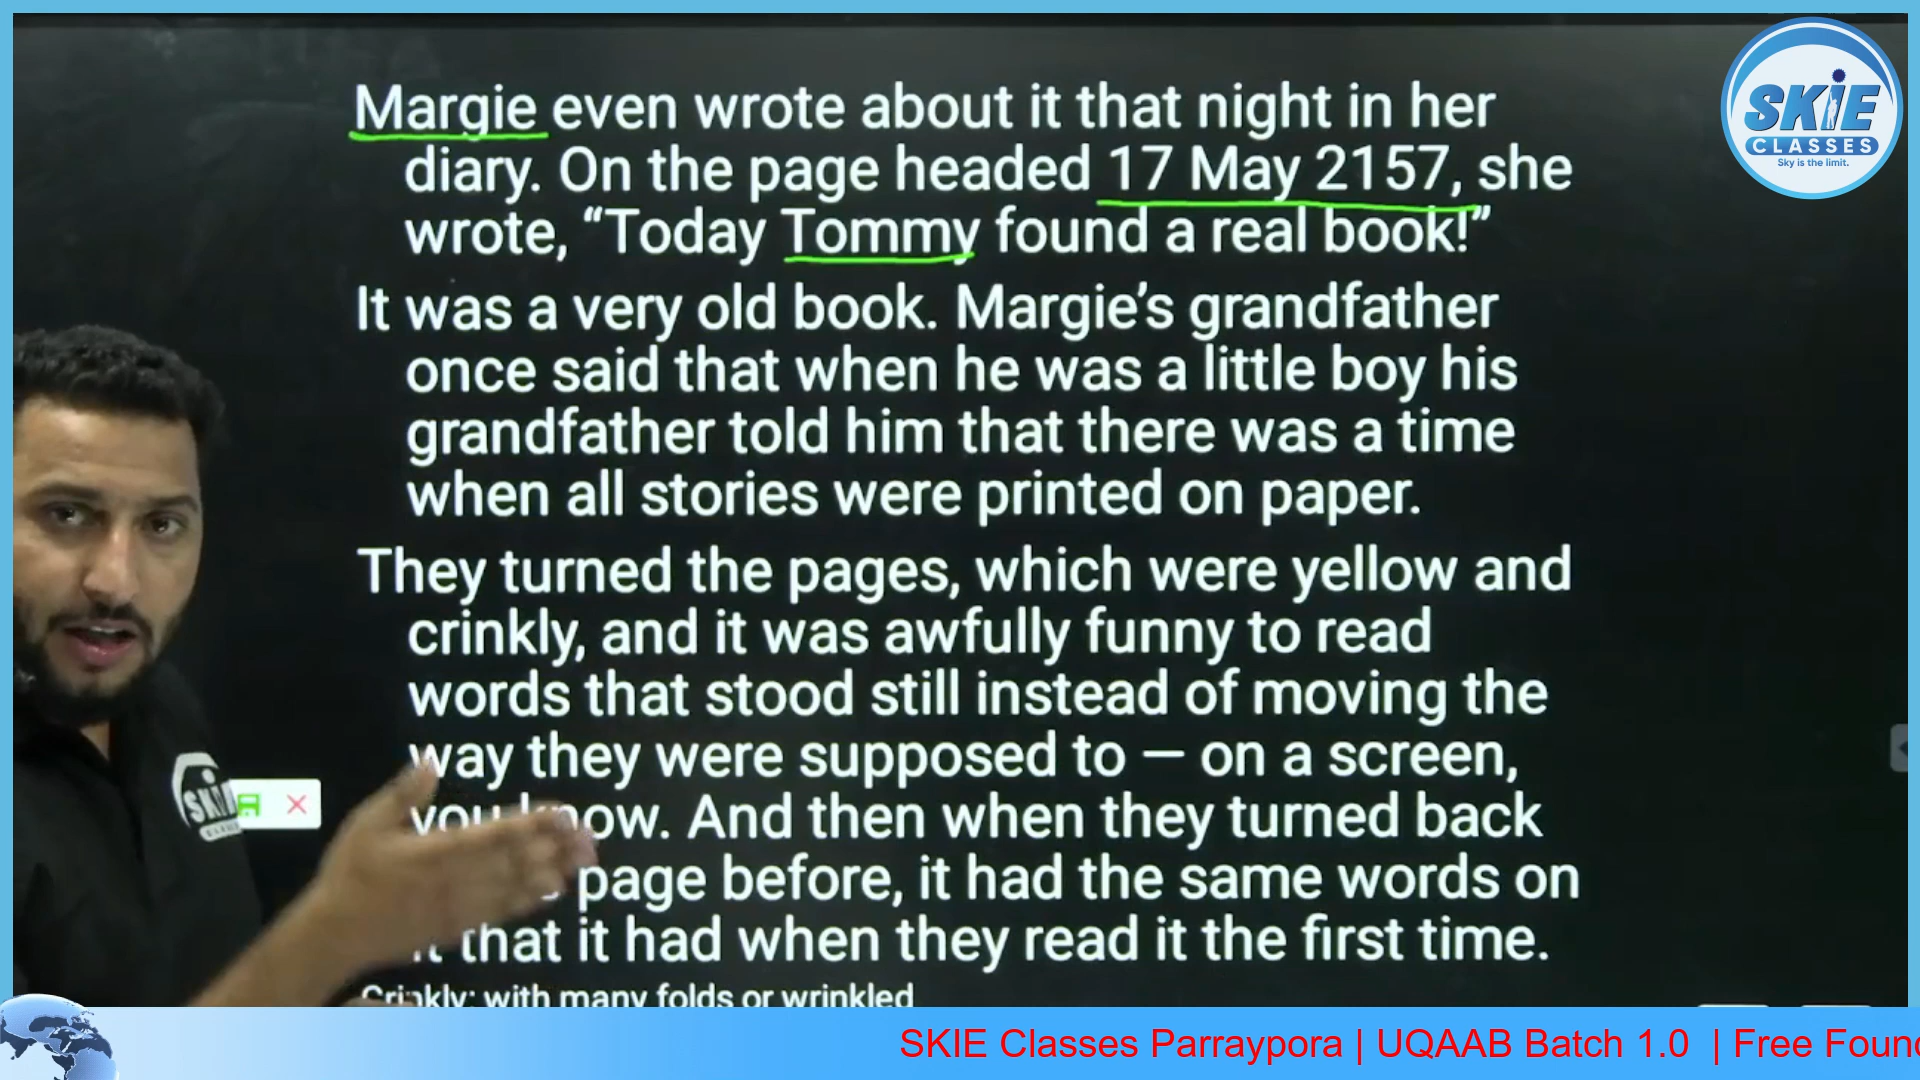 Margie even wrote about it that night in her
diary. On the page headed 17 May 2157, she
wrote, “Today Tommy found a real book!”
It was a very old book. Margie’s grandfather
once said that when he was a little boy his
grandfather told him that there was a time
when all stories were printed on paper.
They turned the pages, which were yellow and
crinkly, and it was awfully funny to read
words that stood still instead of moving the
way they were supposed to — on a screen,
you know. And then when they turned back
page before, it had the same words on
it that it had when they read it the first time.
Crinkly: with many folds or wrinkled
SKIE
CLASSES
Sky is the limit.
SKIE
SKIE Classes Parraypora | UQAAB Batch 1.0 | Free